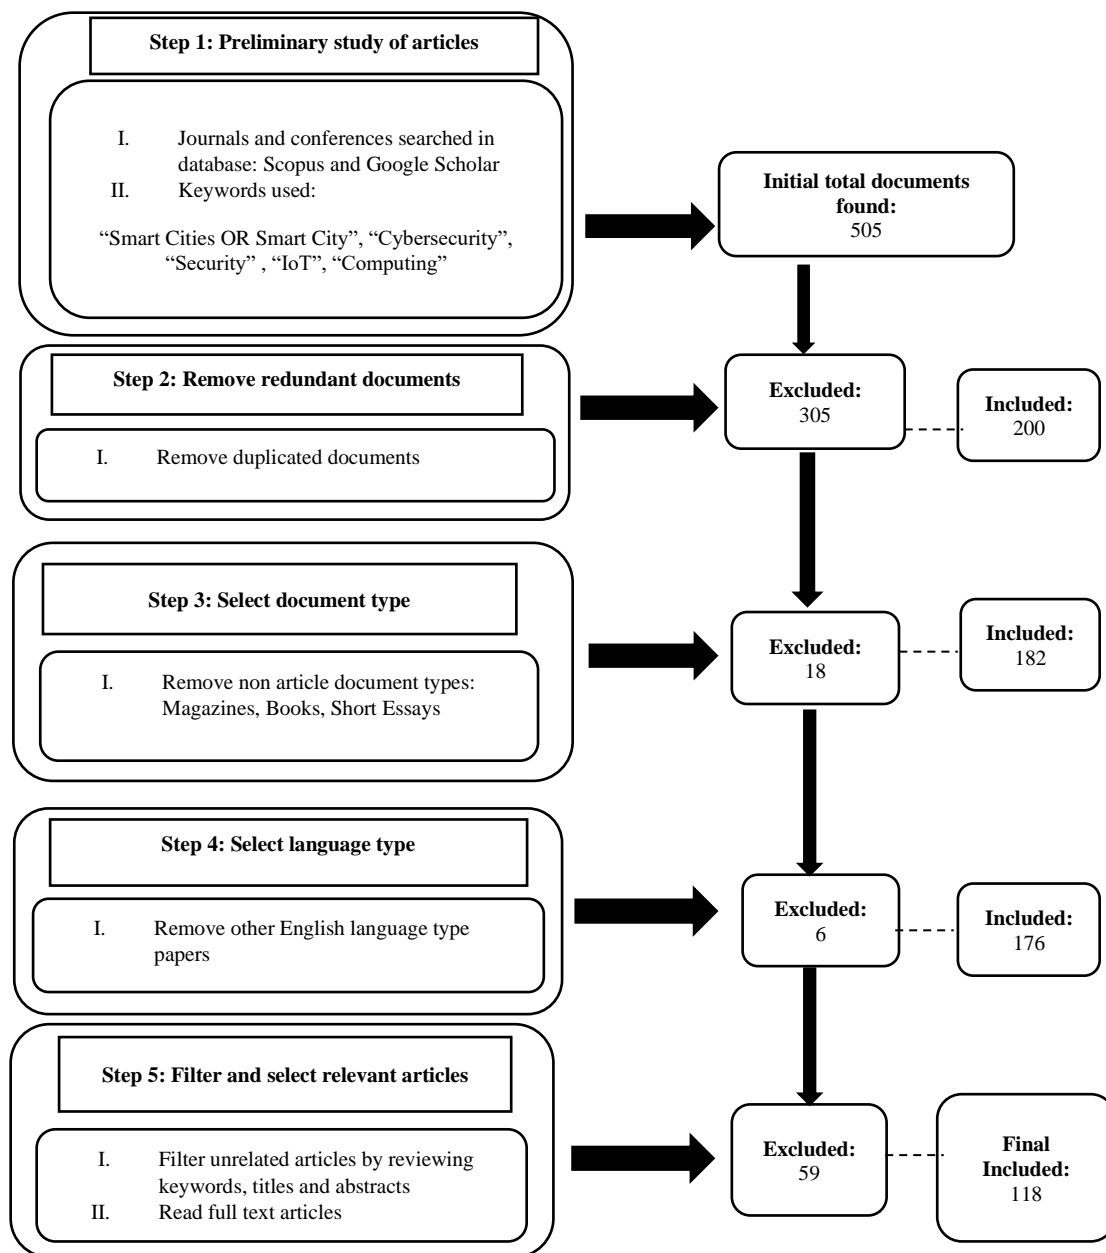 Step 1: Preliminary study of articles
I. Journals and conferences searched in
database: Scopus and Google Scholar
II. Keywords used:
“Smart Cities OR Smart City”, “Cybersecurity”,
“Security” , “IoT”, “Computing”
Initial total documents
found:
505
Step 2: Remove redundant documents
I. Remove duplicated documents
Excluded:
305
Included:
200
Step 3: Select document type
I. Remove non article document types:
Magazines, Books, Short Essays
Excluded:
18
Included:
182
Step 4: Select language type
I. Remove other English language type
papers
Excluded:
6
Included:
176
Step 5: Filter and select relevant articles
I. Filter unrelated articles by reviewing
keywords, titles and abstracts
II. Read full text articles
Excluded:
59
Final
Included:
118